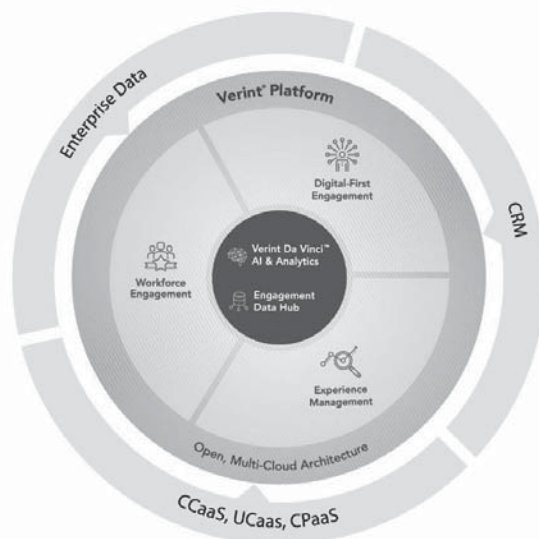 Enterprise Data
Verint® Platform
CRM
Digital-First
Engagement
Workforce
Engagement
Verint Da Vinci™
AI & Analytics
Engagement
Data Hub
Experience
Management
Open, Multi-Cloud Architecture
CCaaS, UCaas, CPaaS